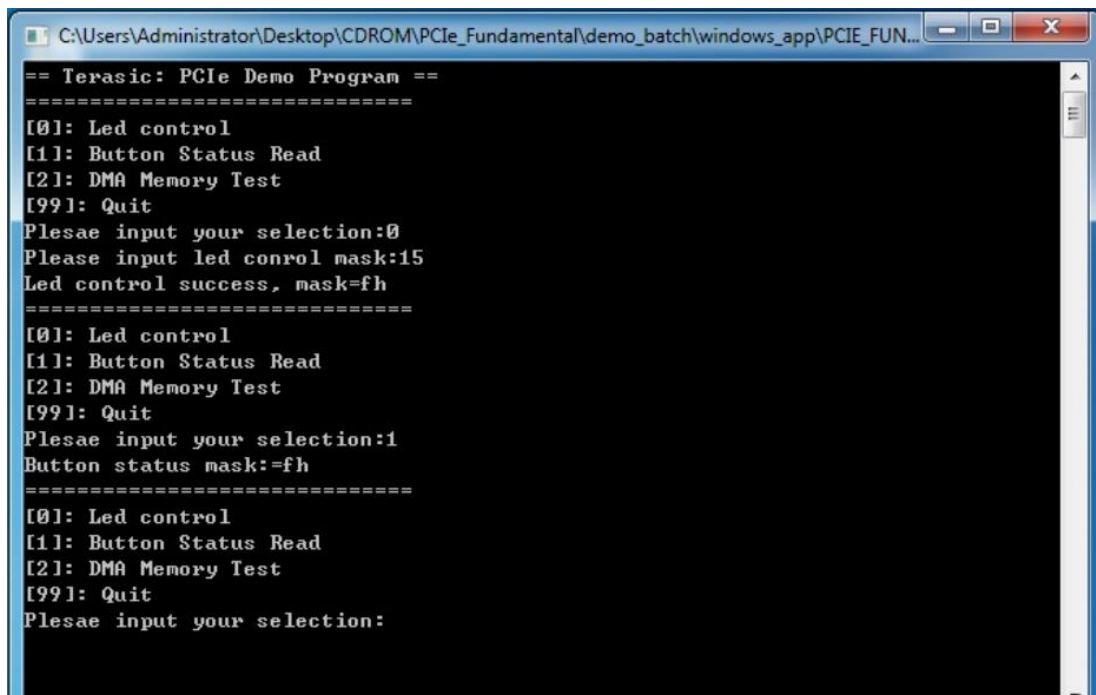 C:\Users\Administrator\Desktop\CDROM\PCIe_Fundamental\demo_batch\windows_app\PCIE_FUN...
== Terasic: PCIe Demo Program ==
==============================
[0]: Led control
[1]: Button Status Read
[2]: DMA Memory Test
[99]: Quit
Plesae input your selection:0
Please input led conrol mask:15
Led control success, mask=fh
==============================
[0]: Led control
[1]: Button Status Read
[2]: DMA Memory Test
[99]: Quit
Plesae input your selection:1
Button status mask:=fh
==============================
[0]: Led control
[1]: Button Status Read
[2]: DMA Memory Test
[99]: Quit
Plesae input your selection: